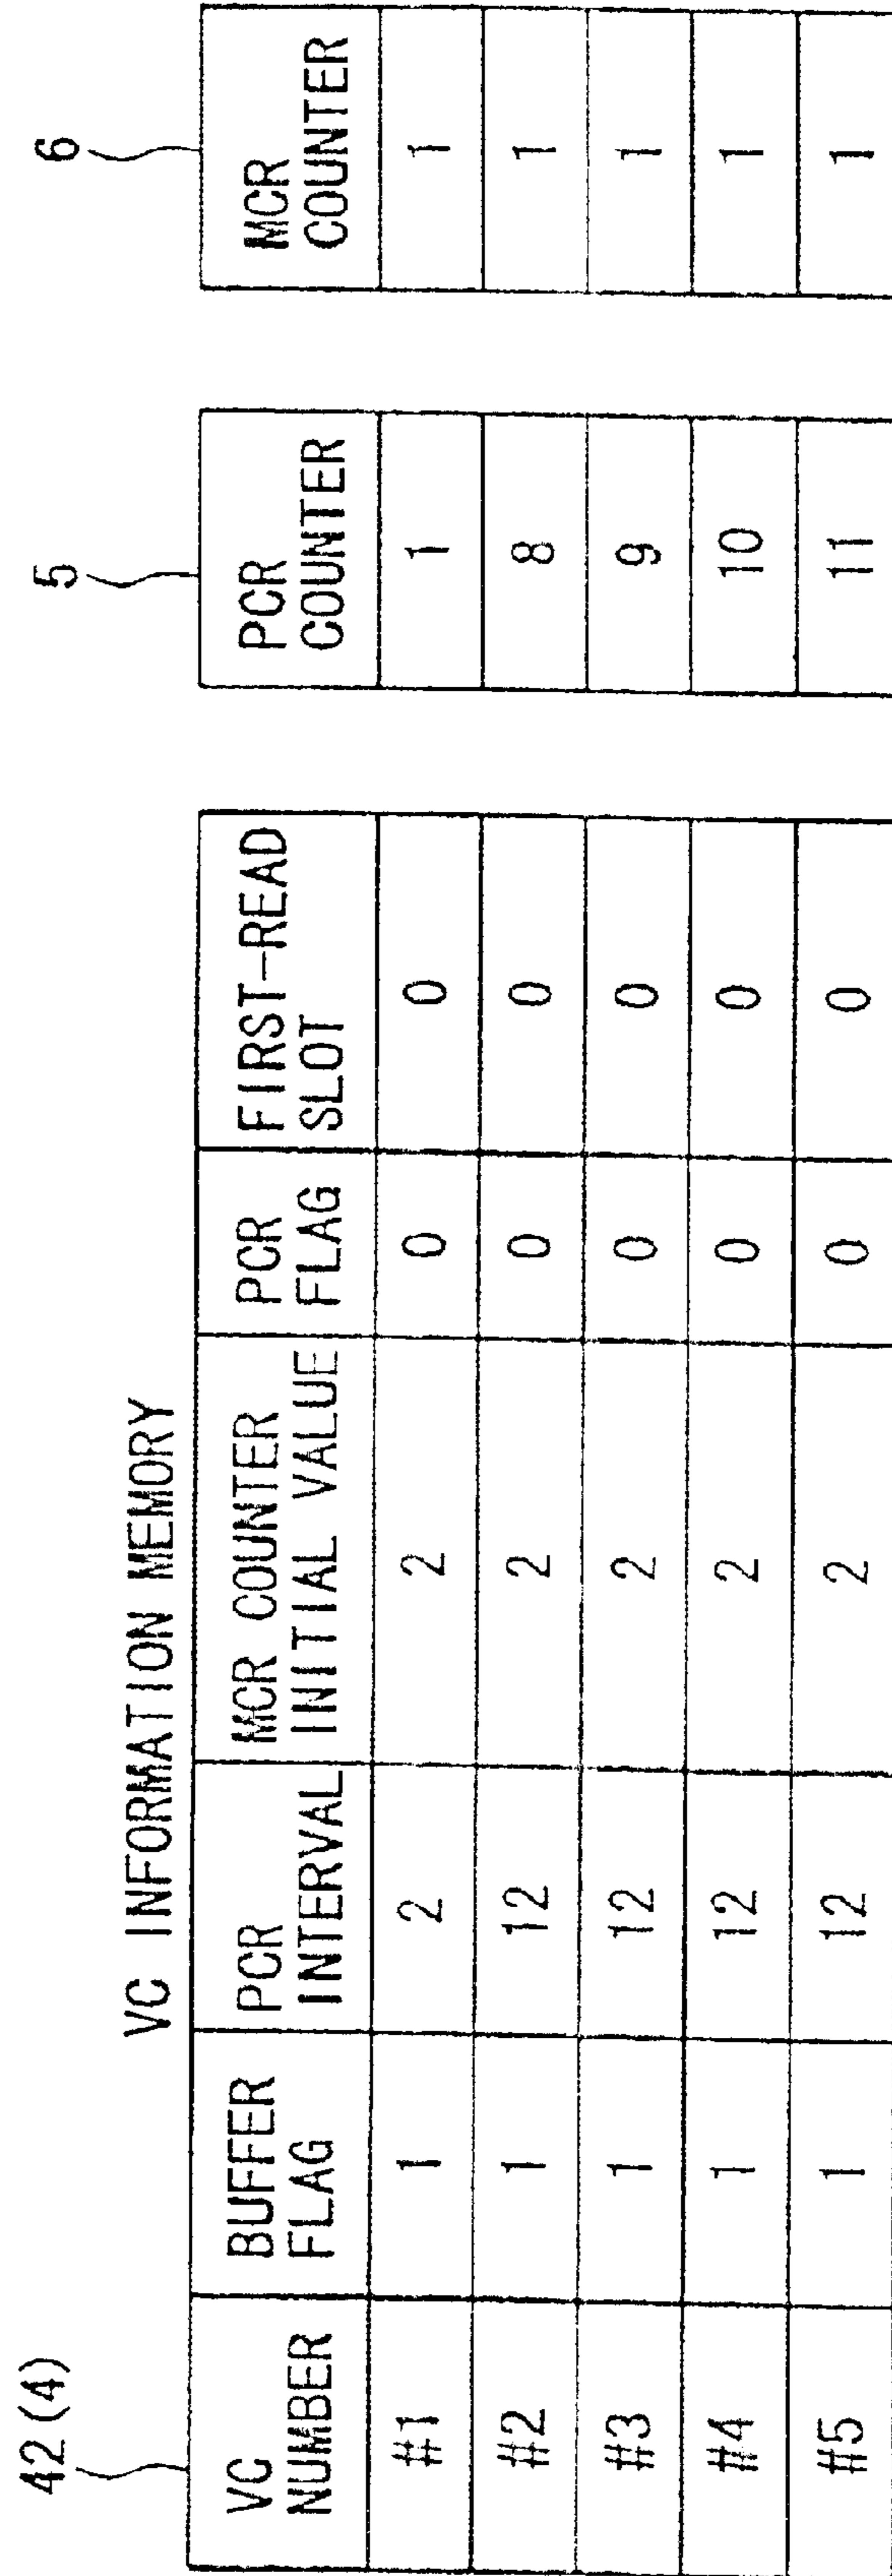 42(4)
5
6
VC INFORMATION MEMORY
VC NUMBER BUFFER FLAG PCR INTERVAL MCR COUNTER INITIAL VALUE PCR FLAG FIRST-READ SLOT PCR COUNTER MCR COUNTER
#1 1 2 2 0 0 1 1
#2 1 12 2 0 0 8 1
#3 1 12 2 0 0 9 1
#4 1 12 2 0 0 10 1
#5 1 12 2 0 0 11 1